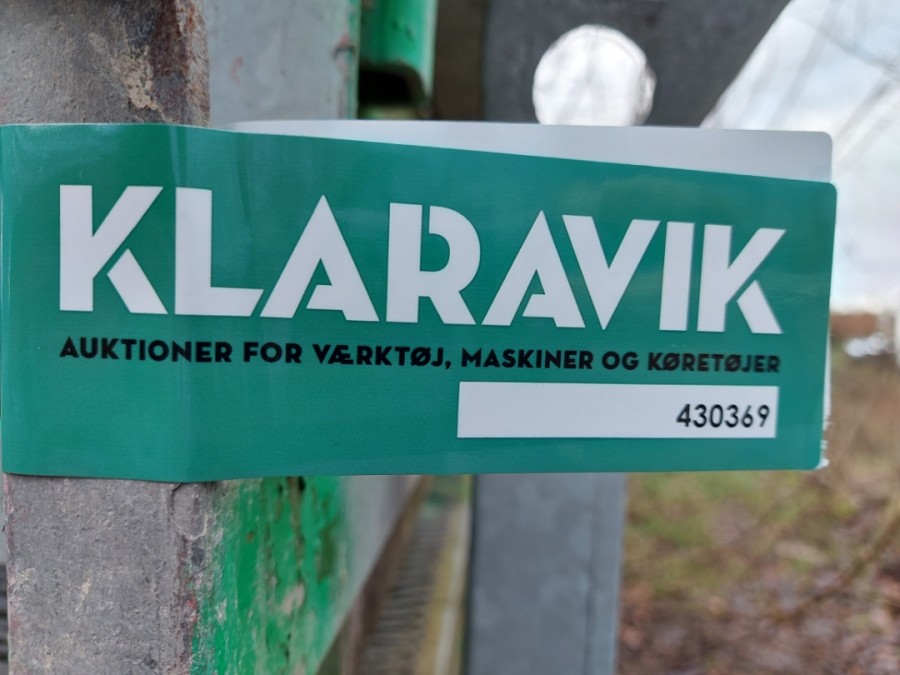 KLARAVIK
AUKTIONER FOR VÆRKTØJ, MASKINER OG KØRETØJER
430369